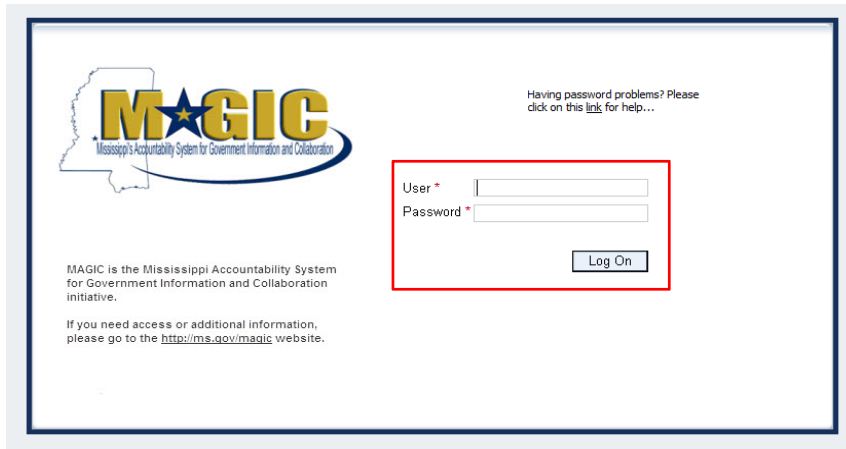 MAGIC
Mississippi's Accountability System for Government Information and Collaboration
Having password problems? Please
click on this link for help...
User *
Password *
Log On
MAGIC is the Mississippi Accountability System
for Government Information and Collaboration
initiative.
If you need access or additional information,
please go to the http://ms.gov/magic website.